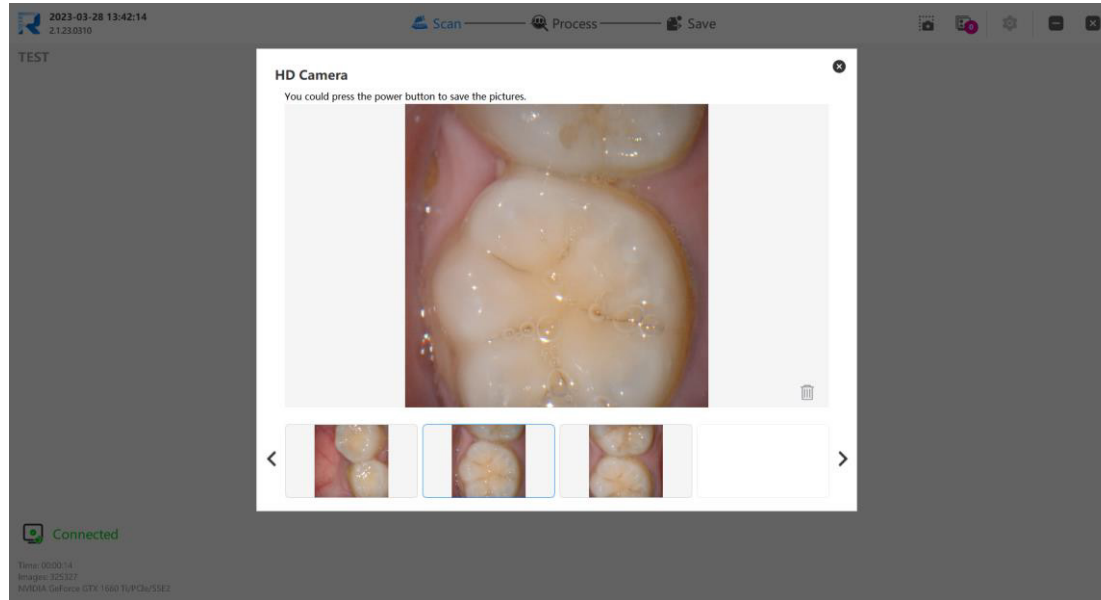 2023-03-28 13:42:14
2.1.23.0310
Scan
Process
Save
TEST
HD Camera
You could press the power button to save the pictures.
Connected
Time: 00:00:14
Images: 325327
NVIDIA GeForce GTX 1660 Ti/PCIe/SSE2